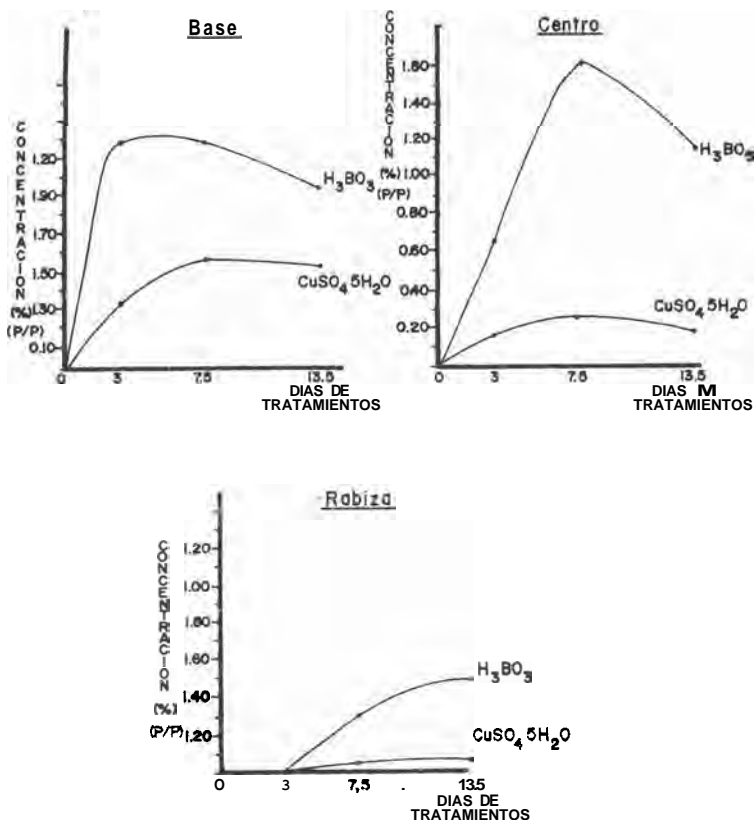 Base
CONCENTRACION (%) (P/P)
1.20
1.90
1.70
1.50
1.30
0.10
0
3
7.5
13.5
H₃BO₃
CuSO₄ 5H₂O
DIAS DE
TRATAMIENTOS
Centro
CONCENTRACION (%) (P/P)
1.60
1.40
1.20
1.00
0.80
0.60
0.40
0.20
0
3
7.5
13.5
H₃BO₃
CuSO₄ 5H₂O
DIAS M
TRATAMIENTOS
Rabiza
CONCENTRACION (%) (P/P)
1.20
1.00
1.80
1.60
1.40
1.20
0
3
7,5
13.5
H₃BO₃
CuSO₄ 5H₂O
DIAS DE
TRATAMIENTOS